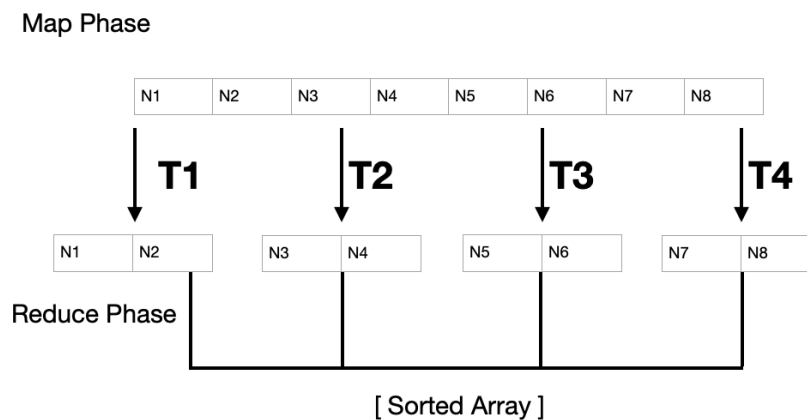 Map Phase
N1 N2 N3 N4 N5 N6 N7 N8
T1 T2 T3 T4
N1 N2 N3 N4 N5 N6 N7 N8
Reduce Phase
[ Sorted Array ]